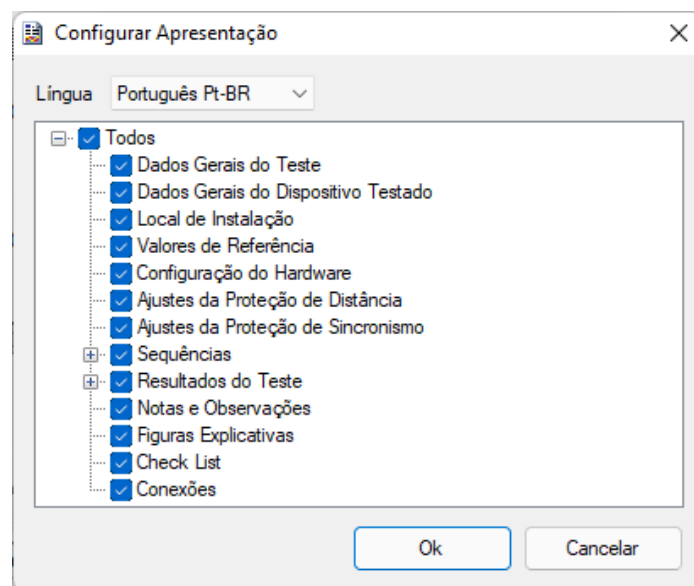 Configurar Apresentação
Língua Português Pt-BR
Todos
Dados Gerais do Teste
Dados Gerais do Dispositivo Testado
Local de Instalação
Valores de Referência
Configuração do Hardware
Ajustes da Proteção de Distância
Ajustes da Proteção de Sincronismo
Sequências
Resultados do Teste
Notas e Observações
Figuras Explicativas
Check List
Conexões
Ok Cancelar